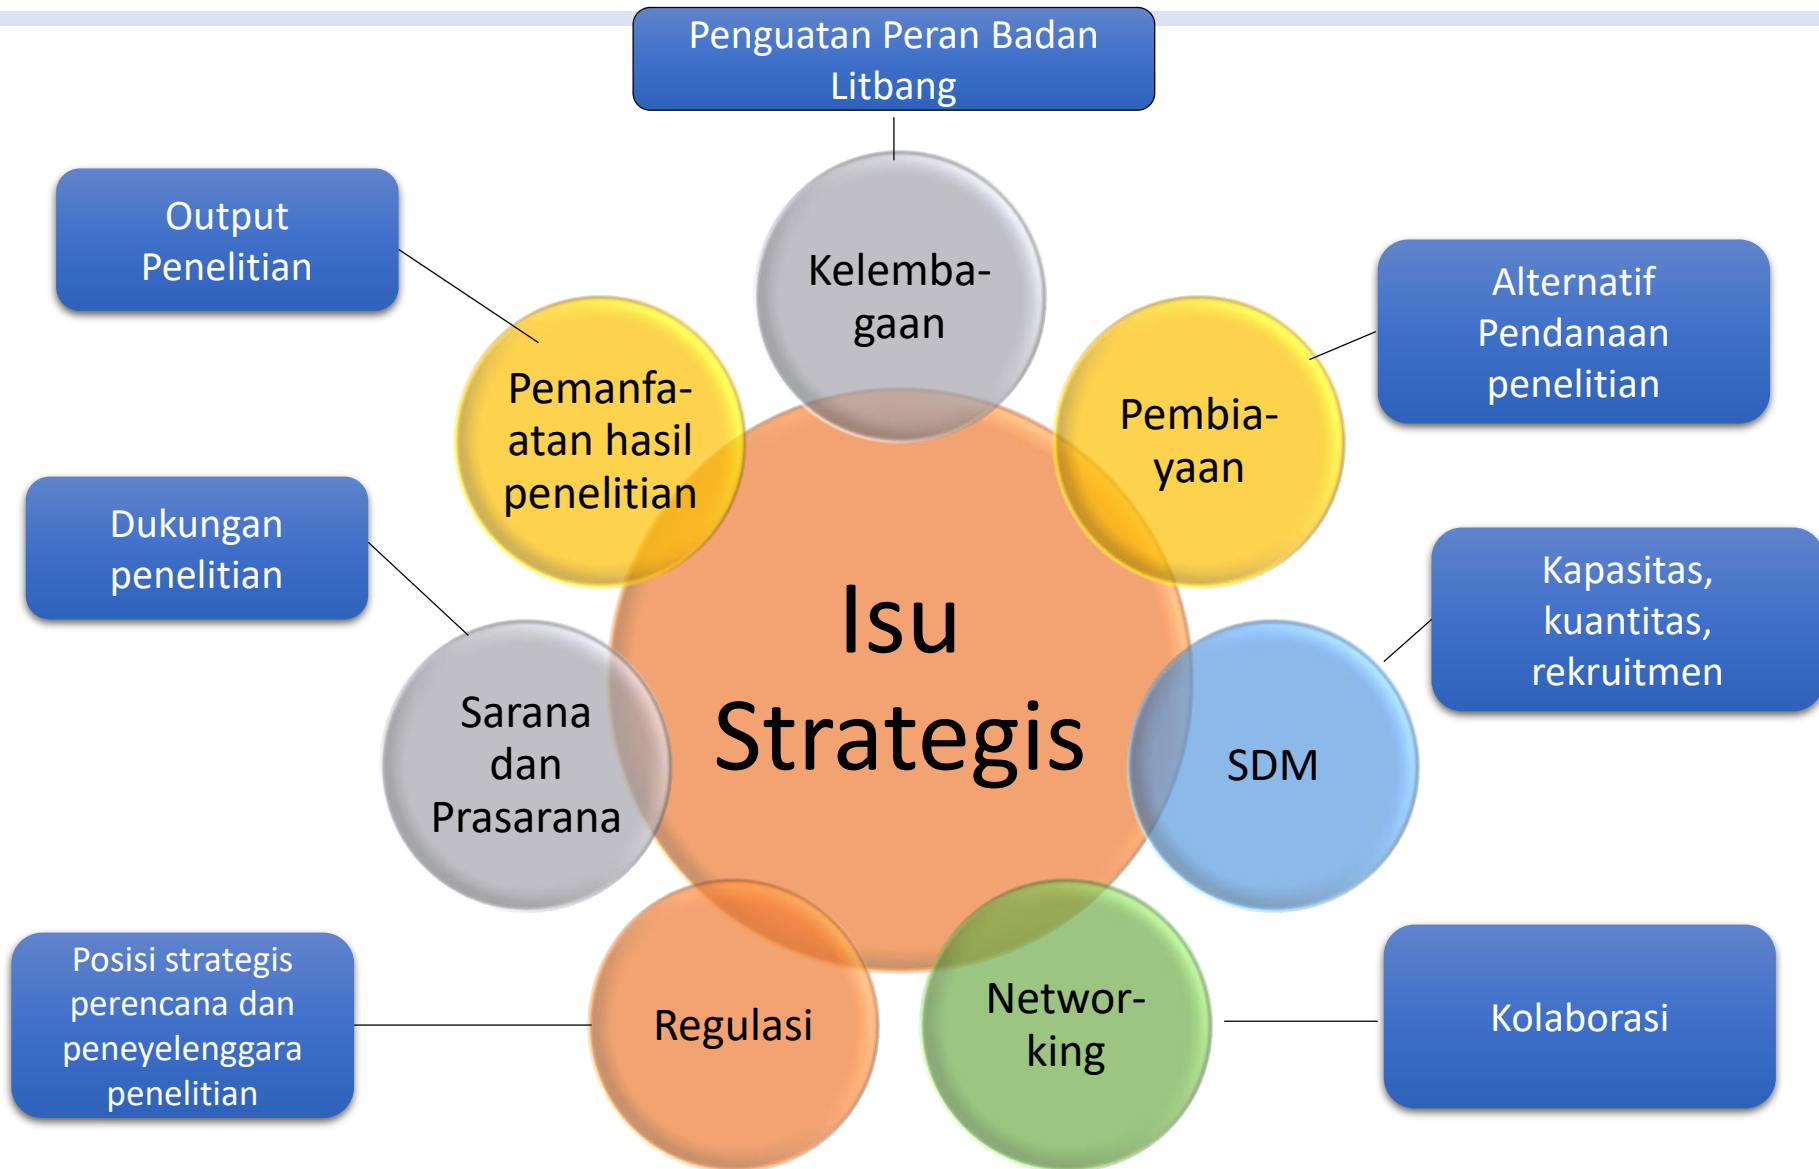 Penguatan Peran Badan
Litbang
Output
Penelitian
Kelemba-
gaan
Alternatif
Pendanaan
penelitian
Pemanfa-
atan hasil
penelitian
Pembia-
yaan
Dukungan
penelitian
Kapasitas,
kuantitas,
rekruitmen
Isu
Strategis
Sarana
dan
Prasarana
SDM
Posisi strategis
perencana dan
peneyelenggara
penelitian
Regulasi
Networ-
king
Kolaborasi